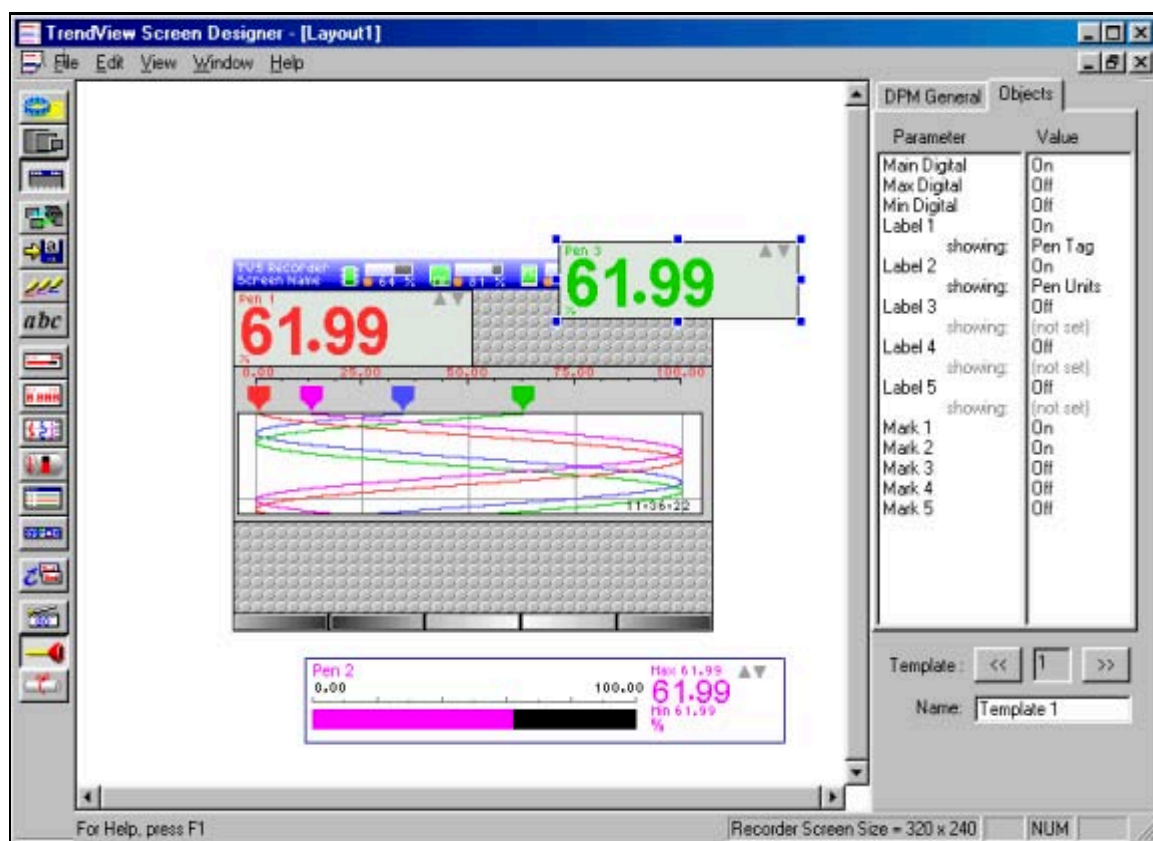 TrendView Screen Designer - [Layout1]
File Edit View Window Help
DPM General Objects
Parameter Value
Main Digital On
Max Digital Off
Min Digital Off
Label 1 On
showing: Pen Tag
Label 2 On
showing: Pen Units
Label 3 Off
showing: (not set)
Label 4 Off
showing: (not set)
Label 5 Off
showing: (not set)
Mark 1 On
Mark 2 On
Mark 3 Off
Mark 4 Off
Mark 5 Off
Template : << 1 >>
Name: Template 1
abc
TVS Recorder
Screen Name
64 %
81 %
Pen 3
61.99
%
Pen 1
61.99
%
0.00 25.00 50.00 75.00 100.00
11:36:22
Pen 2
0.00 100.00
Max 61.99
61.99
Min 61.99
%
For Help, press F1
Recorder Screen Size = 320 x 240 NUM